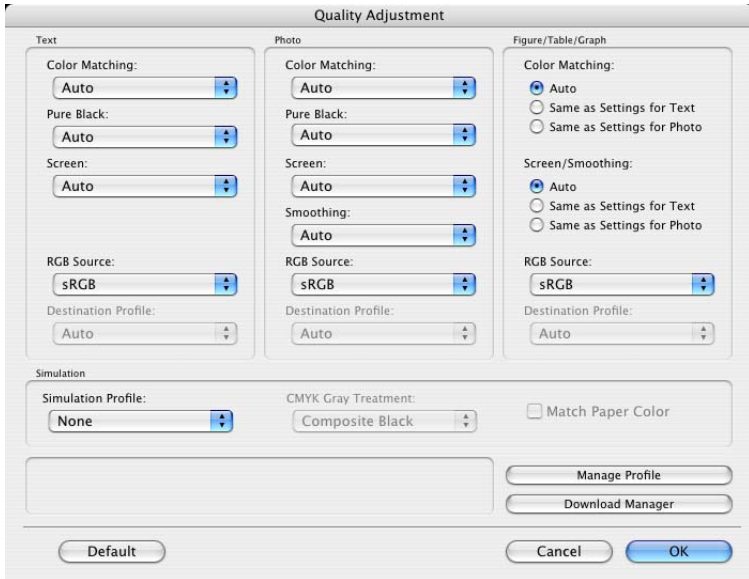 Quality Adjustment
Text
Color Matching:
Auto
Pure Black:
Auto
Screen:
Auto
RGB Source:
sRGB
Destination Profile:
Auto
Photo
Color Matching:
Auto
Pure Black:
Auto
Screen:
Auto
Smoothing:
Auto
RGB Source:
sRGB
Destination Profile:
Auto
Figure/Table/Graph
Color Matching:
Auto
Same as Settings for Text
Same as Settings for Photo
Screen/Smoothing:
Auto
Same as Settings for Text
Same as Settings for Photo
RGB Source:
sRGB
Destination Profile:
Auto
Simulation
Simulation Profile:
None
CMYK Gray Treatment:
Composite Black
Match Paper Color
Manage Profile
Download Manager
Default
Cancel
OK